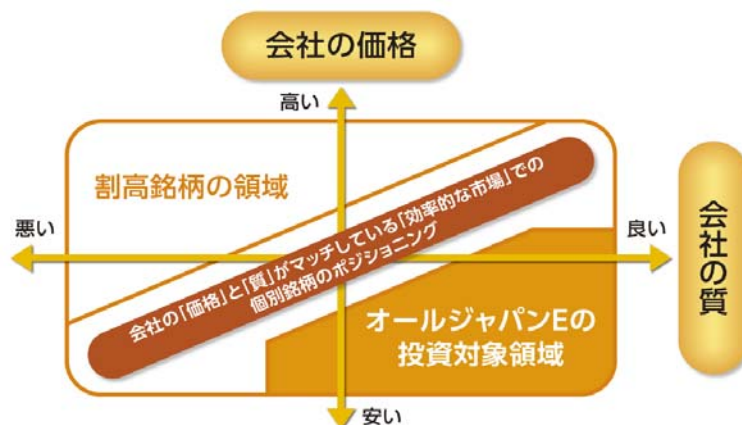 会社の価格
高い
割高銘柄の領域
会社の「価格」と「質」がマッチしている「効率的な市場」での
個別銘柄のポジショニング
悪い
良い
会社の質
オールジャパンEの
投資対象領域
安い